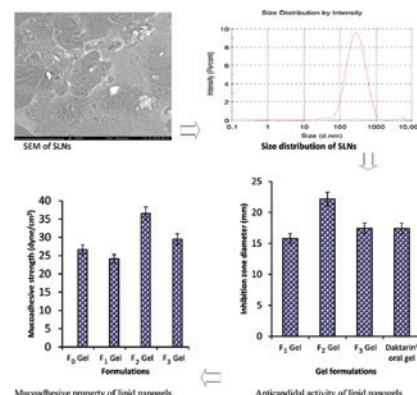 Size Distribution by Intensity
Intensity (Percent)
10
8
6
4
2
0
0.1 1 10 100 1000 10,00
Size (d.nm)
SEM of SLNs
Size distribution of SLNs
Mucoadhesive strength (dyne/cm²)
45
40
35
30
25
20
15
10
5
0
F₀ Gel F₁ Gel F₂ Gel F₃ Gel
Formulations
Mucoadhesive property of lipid nanogels
Inhibition zone diameter (mm)
25
20
15
10
5
0
F₁ Gel F₂ Gel F₃ Gel Daktarin® oral gel
Gel formulations
Anticandidal activity of lipid nanogels